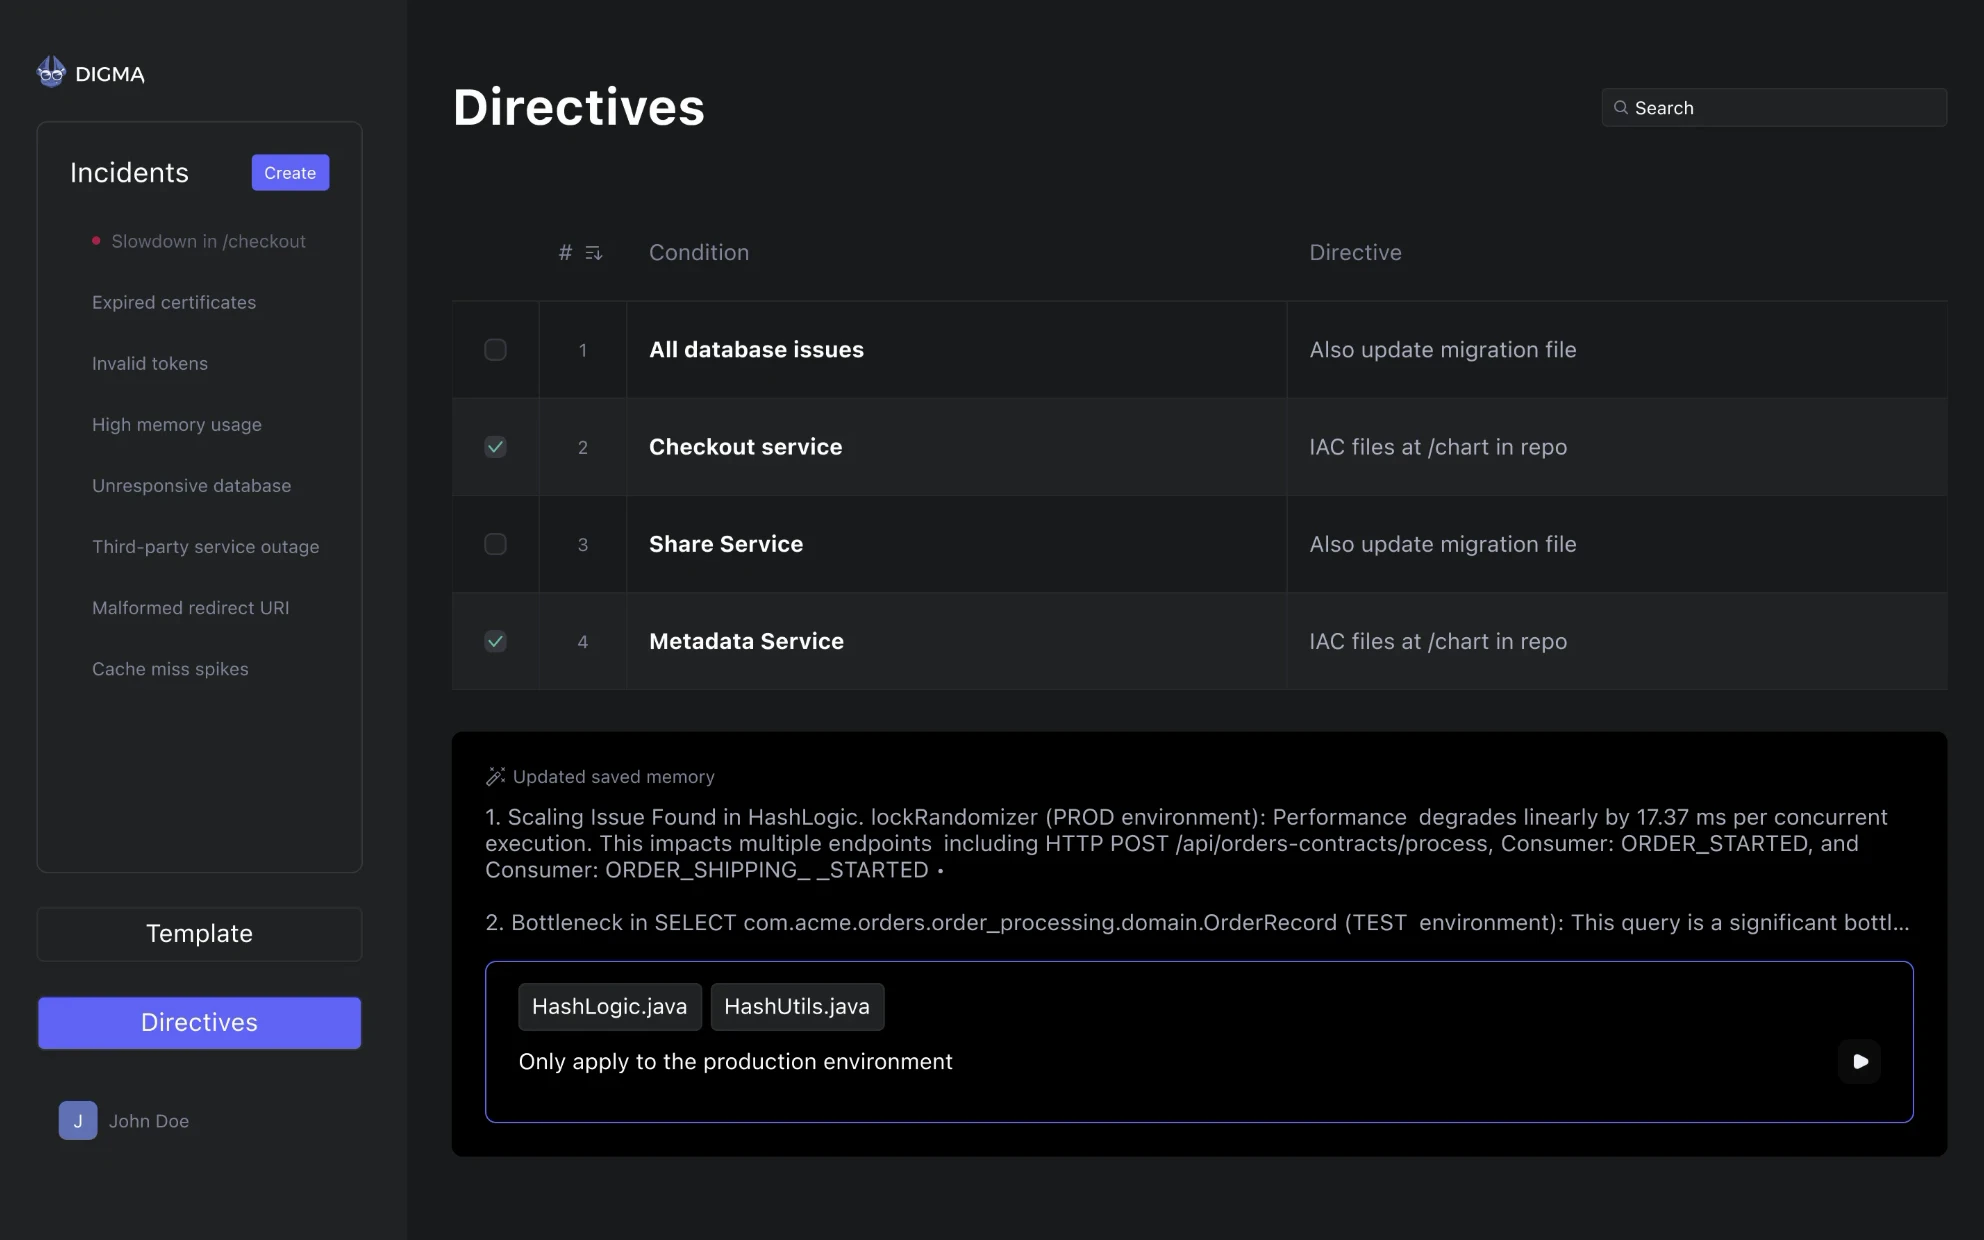 DIGMA
Incidents
Create
Slowdown in /checkout
Expired certificates
Invalid tokens
High memory usage
Unresponsive database
Third-party service outage
Malformed redirect URI
Cache miss spikes
Template
Directives
J
John Doe
Directives
Search
# Condition Directive
1 All database issues Also update migration file
2 Checkout service IAC files at /chart in repo
3 Share Service Also update migration file
4 Metadata Service IAC files at /chart in repo
Updated saved memory
1. Scaling Issue Found in HashLogic. lockRandomizer (PROD environment): Performance degrades linearly by 17.37 ms per concurrent
execution. This impacts multiple endpoints including HTTP POST /api/orders-contracts/process, Consumer: ORDER_STARTED, and
Consumer: ORDER_SHIPPING_ _STARTED •
2. Bottleneck in SELECT com.acme.orders.order_processing.domain.OrderRecord (TEST environment): This query is a significant bottl...
HashLogic.java HashUtils.java
Only apply to the production environment